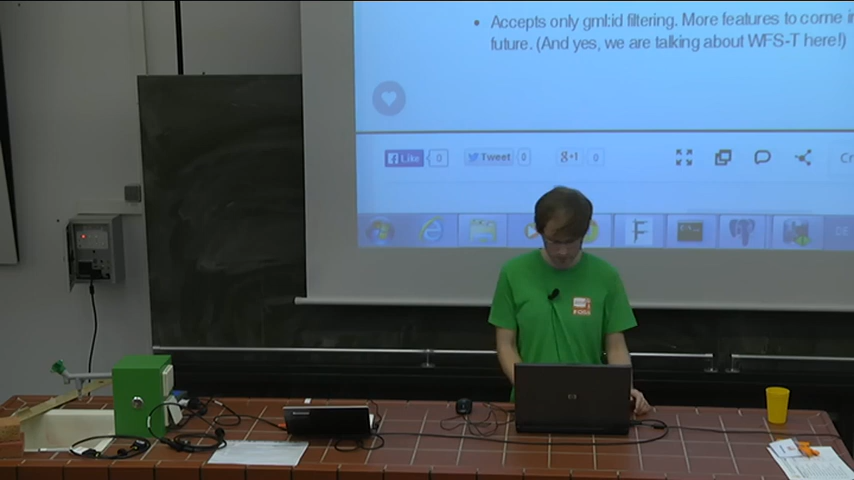 Accepts only gml:id filtering. More features to come in
future. (And yes, we are talking about WFS-T here!)
Like 0 Tweet 0 g+1 0
hp